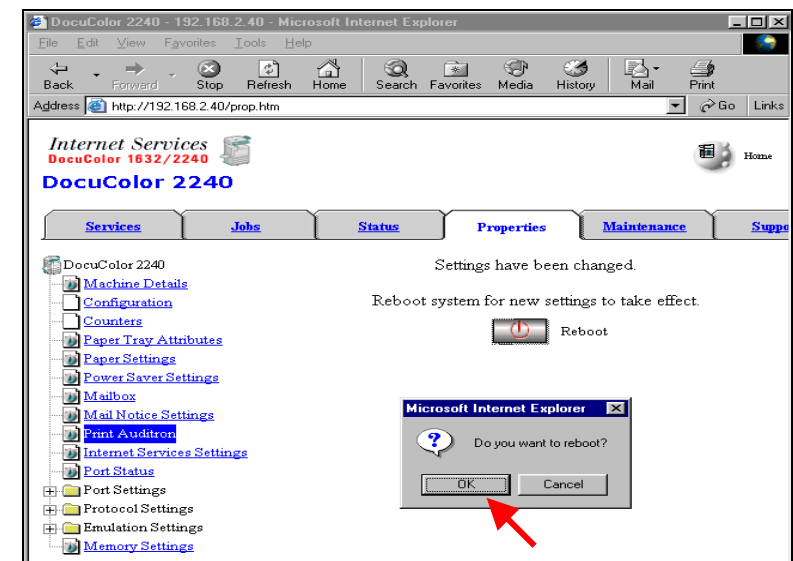 DocuColor 2240 - 192.168.2.40 - Microsoft Internet Explorer
File Edit View Favorites Tools Help
Back Forward Stop Refresh Home Search Favorites Media History Mail Print
Address http://192.168.2.40/prop.htm Go Links
Internet Services
DocuColor 1632/2240
Home
DocuColor 2240
Services Jobs Status Properties Maintenance Suppo
DocuColor 2240
Machine Details
Configuration
Counters
Paper Tray Attributes
Paper Settings
Power Saver Settings
Mailbox
Mail Notice Settings
Print Auditron
Internet Services Settings
Port Status
Port Settings
Protocol Settings
Emulation Settings
Memory Settings
Settings have been changed.
Reboot system for new settings to take effect.
Reboot
Microsoft Internet Explorer
Do you want to reboot?
OK Cancel